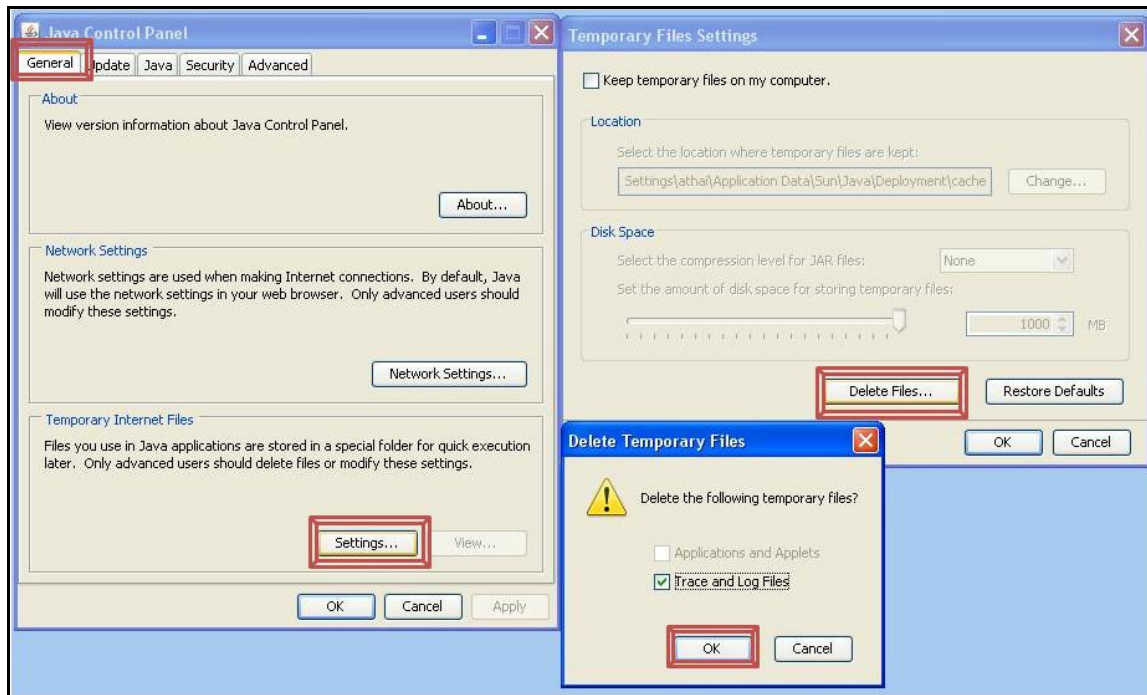 Java Control Panel
General
Update
Java
Security
Advanced
About
View version information about Java Control Panel.
About...
Network Settings
Network settings are used when making Internet connections. By default, Java
will use the network settings in your web browser. Only advanced users should
modify these settings.
Network Settings...
Temporary Internet Files
Files you use in Java applications are stored in a special folder for quick execution
later. Only advanced users should delete files or modify these settings.
Settings...
View...
OK
Cancel
Apply
Temporary Files Settings
Keep temporary files on my computer.
Location
Select the location where temporary files are kept:
Settings\athai\Application Data\Sun\Java\Deployment\cache
Change...
Disk Space
Select the compression level for JAR files:
None
Set the amount of disk space for storing temporary files:
1000
MB
Delete Files...
Restore Defaults
OK
Cancel
Delete Temporary Files
Delete the following temporary files?
Applications and Applets
Trace and Log Files
OK
Cancel